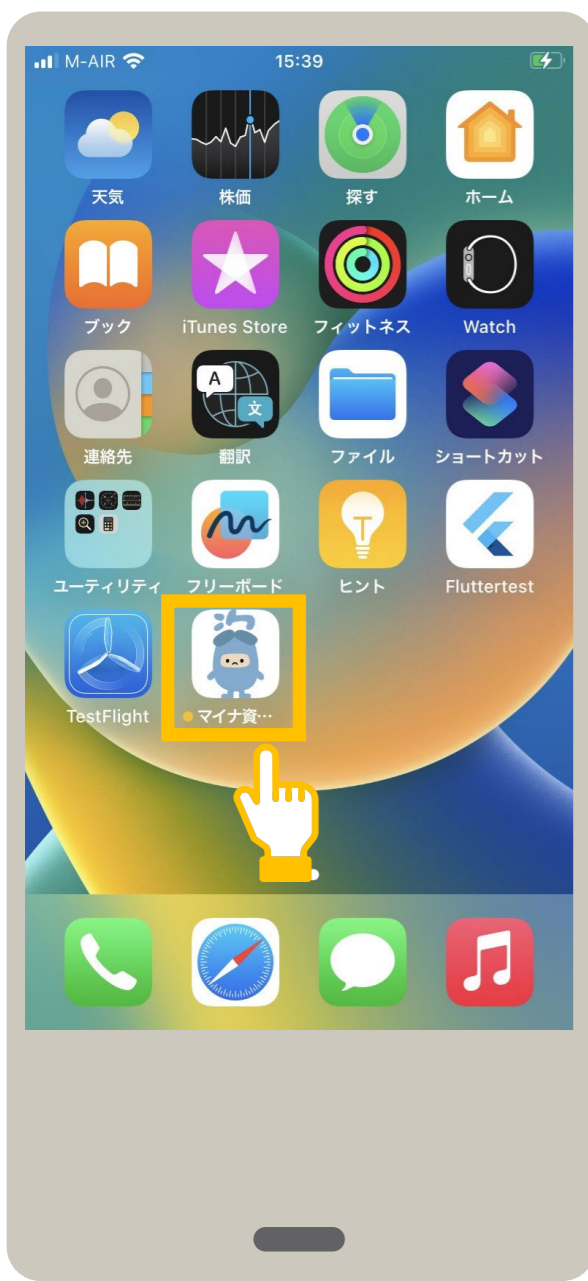 M-AIR 15:39
天気 株価 探す ホーム
ブック iTunes Store フィットネス Watch
A
文
連絡先 翻訳 ファイル ショートカット
ユーティリティ フリーボード ヒント Fluttertest
TestFlight マイナ資…